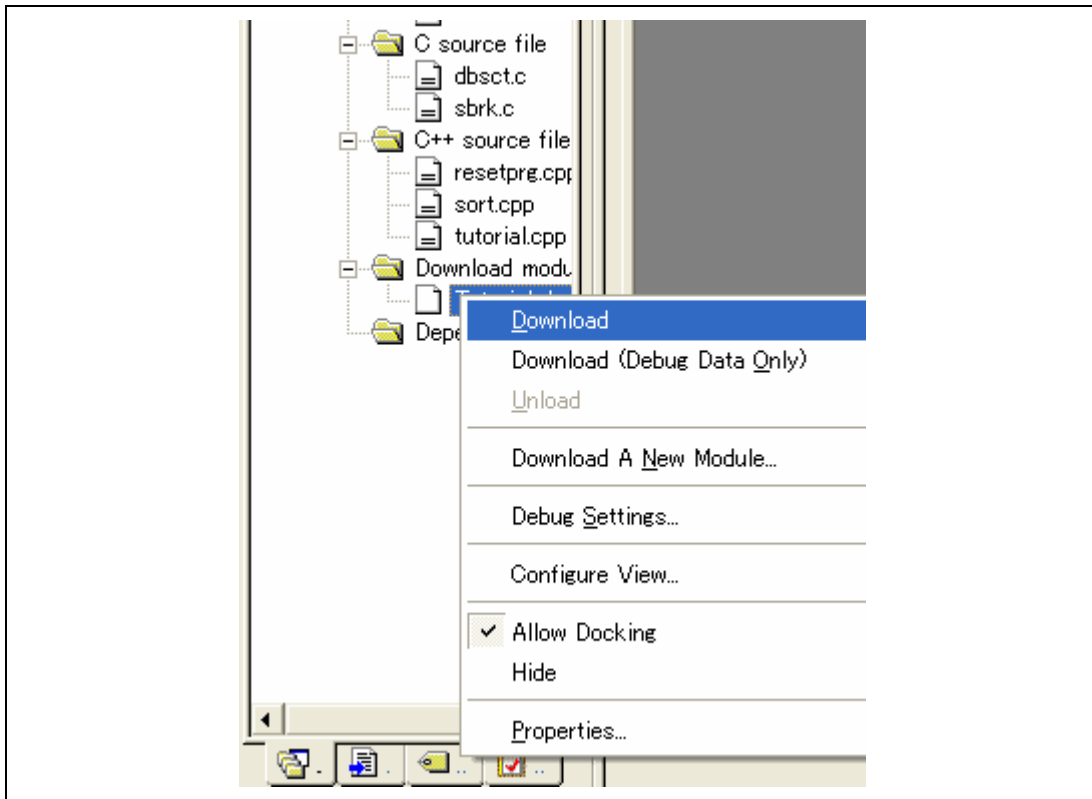 C source file
dbsct.c
sbrk.c
C++ source file
resetprg.cpp
sort.cpp
tutorial.cpp
Download modu
Depe
Download
Download (Debug Data Only)
Unload
Download A New Module...
Debug Settings...
Configure View...
Allow Docking
Hide
Properties...